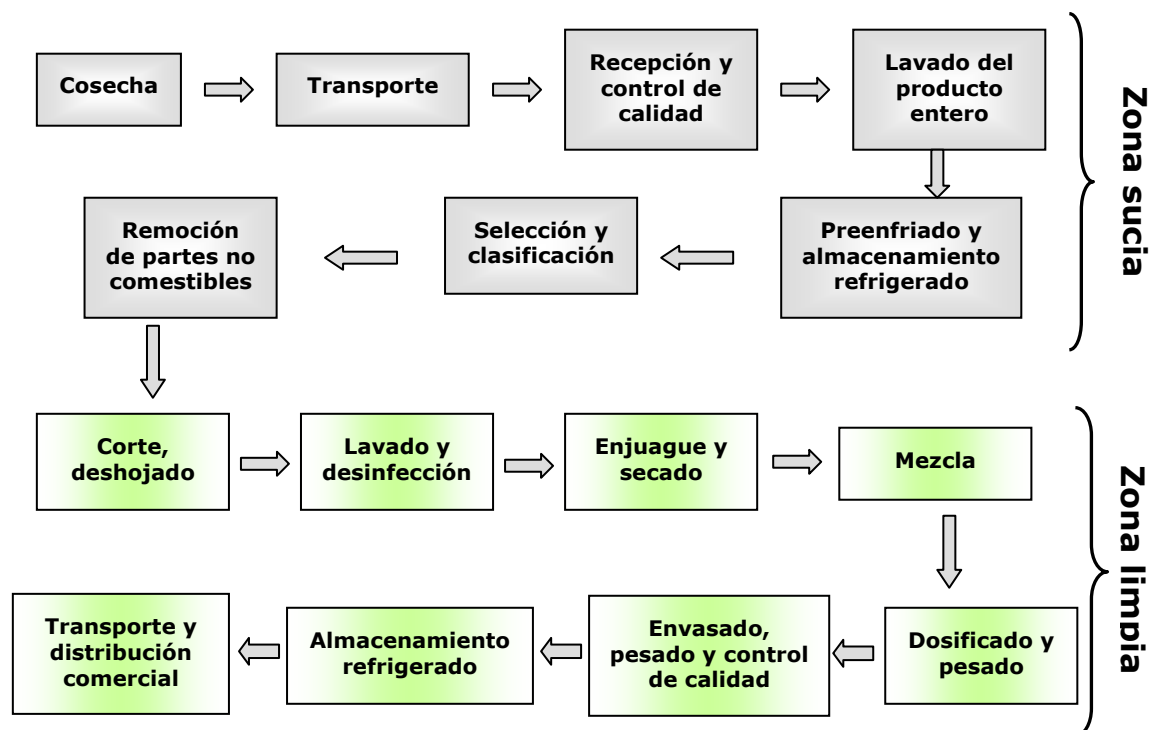 Cosecha
Transporte
Recepción y
control de
calidad
Lavado del
producto
entero
Zona sucia
Remoción
de partes no
comestibles
Selección y
clasificación
Preenfriado y
almacenamiento
refrigerado
Corte,
deshojado
Lavado y
desinfección
Enjuague y
secado
Mezcla
Zona limpia
Transporte y
distribución
comercial
Almacenamiento
refrigerado
Envasado,
pesado y control
de calidad
Dosificado y
pesado